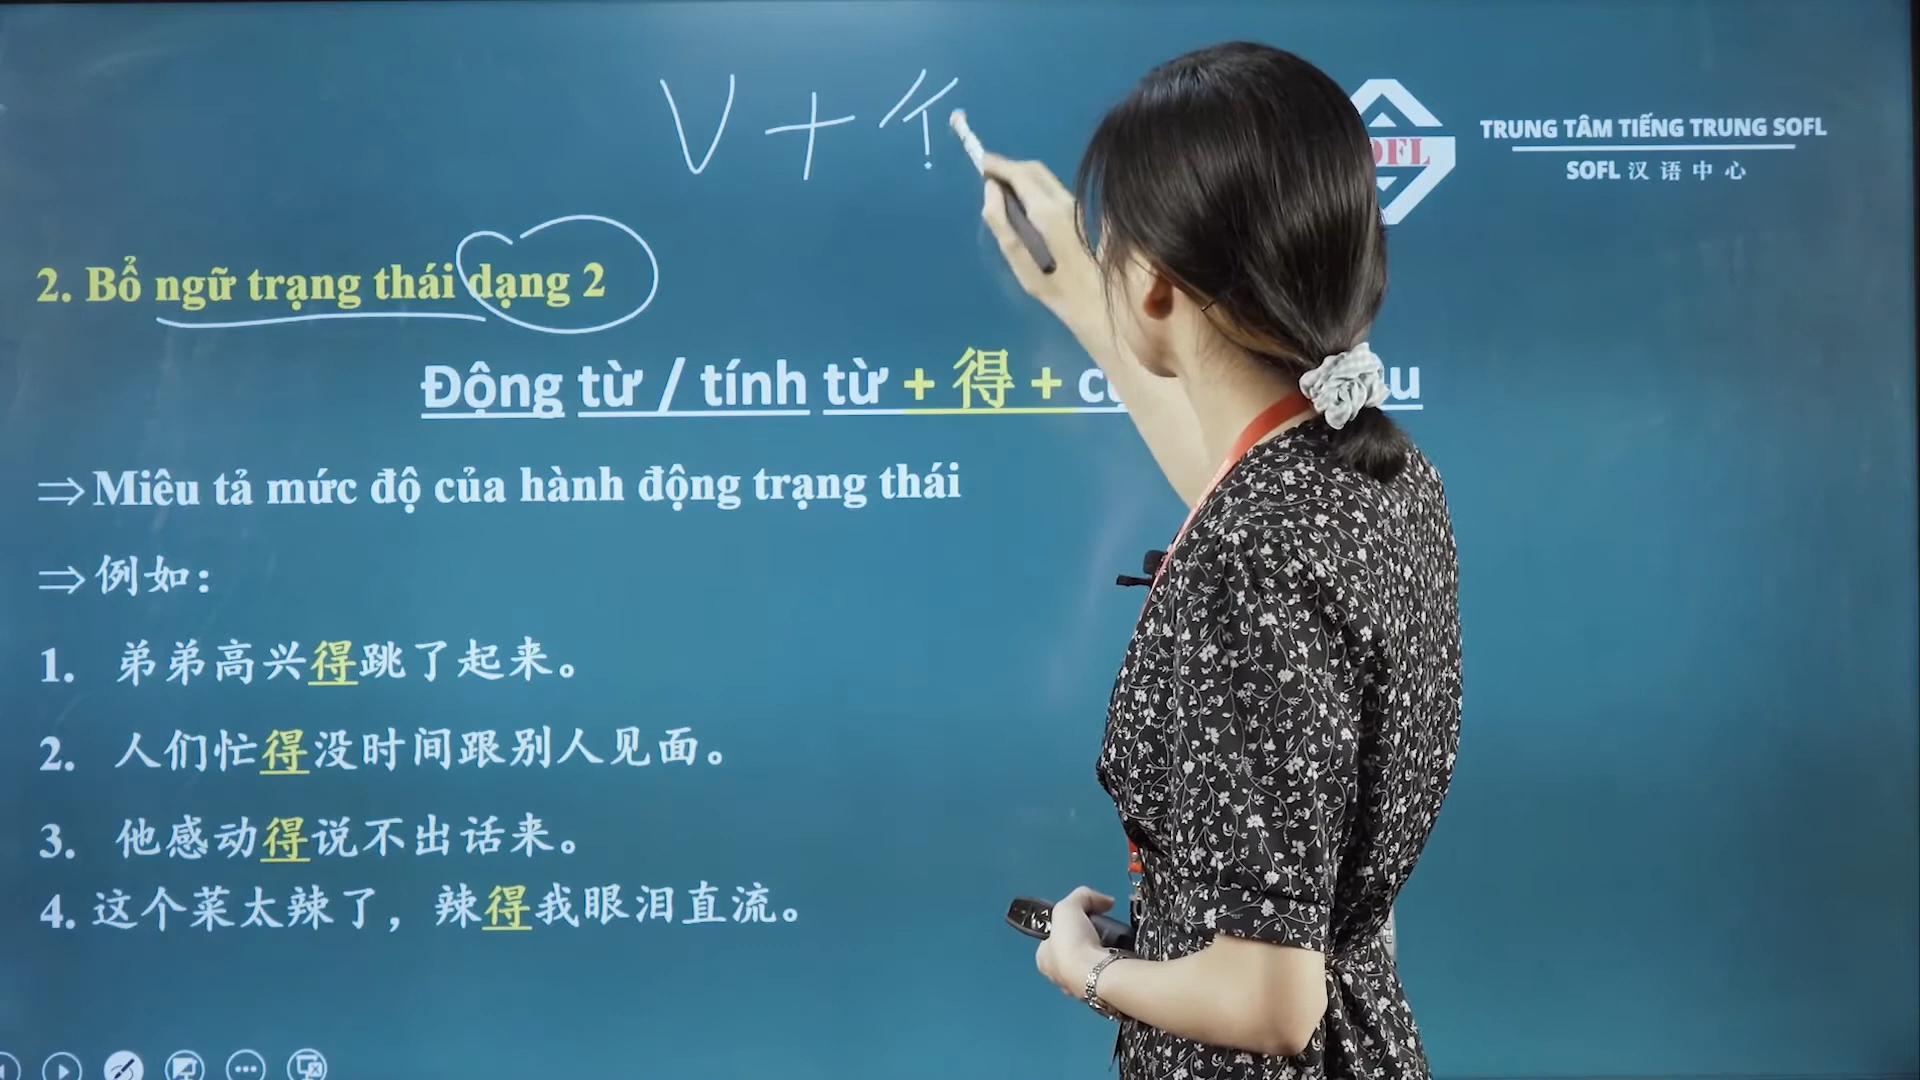 V +
OFL
TRUNG TÂM TIẾNG TRUNG SOFL
SOFL 汉语中心
2. Bổ ngữ trạng thái dạng 2
Động từ / tính từ + 得 +
⇒ Miêu tả mức độ của hành động trạng thái
⇒ 例如：
1. 弟弟高兴得跳了起来。
2. 人们忙得没时间跟别人见面。
3. 他感动得说不出话来。
4. 这个菜太辣了，辣得我眼泪直流。